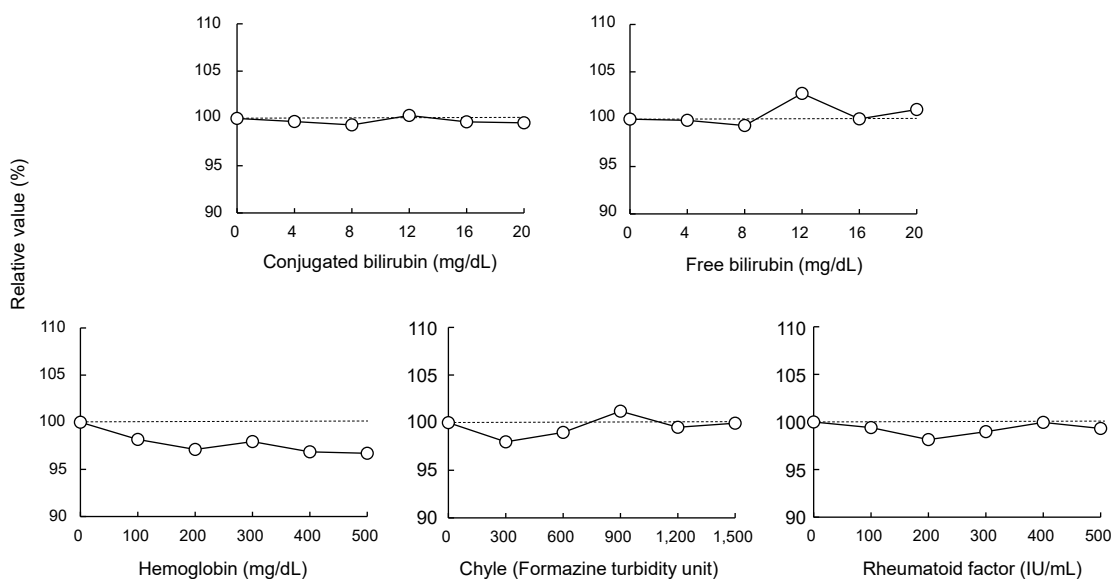 110
105
100
95
90
0 4 8 12 16 20
Conjugated bilirubin (mg/dL)
110
105
100
95
90
0 4 8 12 16 20
Free bilirubin (mg/dL)
Relative value (%)
110
105
100
95
90
0 100 200 300 400 500
Hemoglobin (mg/dL)
110
105
100
95
90
0 300 600 900 1,200 1,500
Chyle (Formazine turbidity unit)
110
105
100
95
90
0 100 200 300 400 500
Rheumatoid factor (IU/mL)